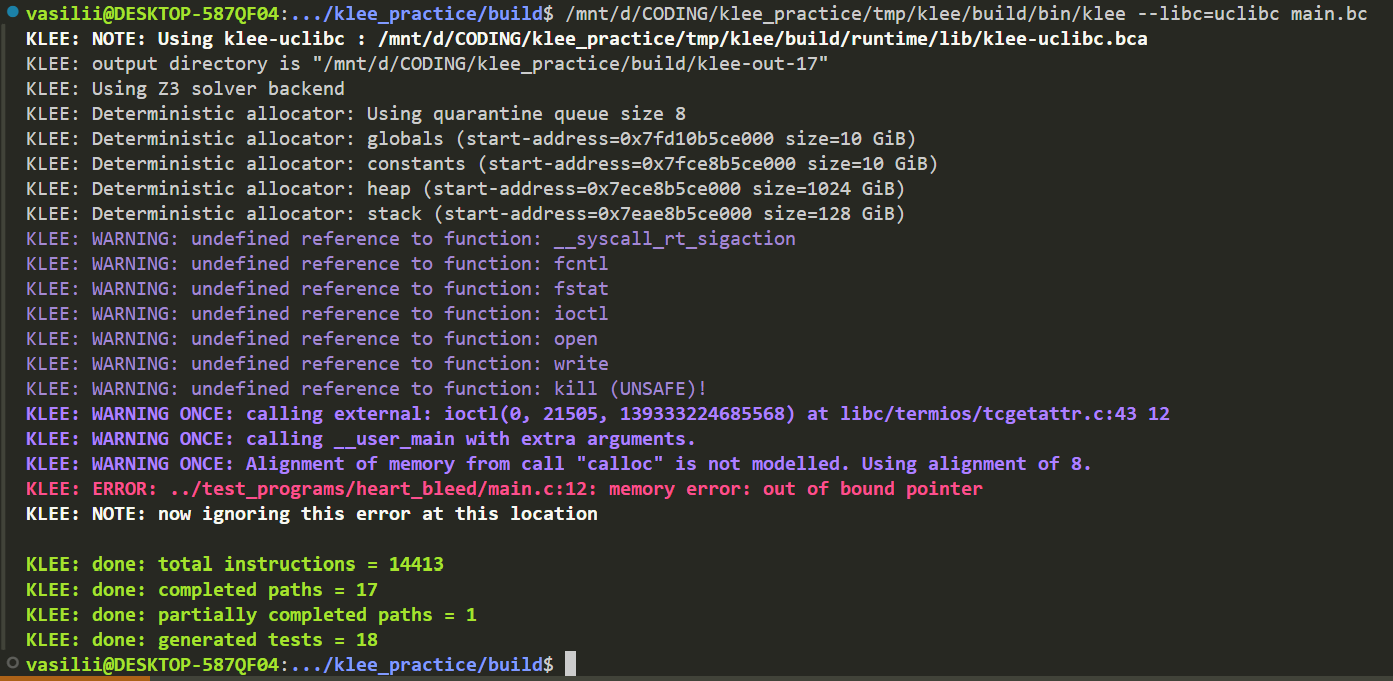 vasilii@DESKTOP-587QF04:.../klee_practice/build$ /mnt/d/CODING/klee_practice/tmp/klee/build/bin/klee --libc=uclibc main.bc
KLEE: NOTE: Using klee-uclibc : /mnt/d/CODING/klee_practice/tmp/klee/build/runtime/lib/klee-uclibc.bca
KLEE: output directory is "/mnt/d/CODING/klee_practice/build/klee-out-17"
KLEE: Using Z3 solver backend
KLEE: Deterministic allocator: Using quarantine queue size 8
KLEE: Deterministic allocator: globals (start-address=0x7fd10b5ce000 size=10 GiB)
KLEE: Deterministic allocator: constants (start-address=0x7fce8b5ce000 size=10 GiB)
KLEE: Deterministic allocator: heap (start-address=0x7ece8b5ce000 size=1024 GiB)
KLEE: Deterministic allocator: stack (start-address=0x7eae8b5ce000 size=128 GiB)
KLEE: WARNING: undefined reference to function: __syscall_rt_sigaction
KLEE: WARNING: undefined reference to function: fcntl
KLEE: WARNING: undefined reference to function: fstat
KLEE: WARNING: undefined reference to function: ioctl
KLEE: WARNING: undefined reference to function: open
KLEE: WARNING: undefined reference to function: write
KLEE: WARNING: undefined reference to function: kill (UNSAFE)!
KLEE: WARNING ONCE: calling external: ioctl(0, 21505, 139333224685568) at libc/termios/tcgetattr.c:43 12
KLEE: WARNING ONCE: calling __user_main with extra arguments.
KLEE: WARNING ONCE: Alignment of memory from call "calloc" is not modelled. Using alignment of 8.
KLEE: ERROR: ../test_programs/heart_bleed/main.c:12: memory error: out of bound pointer
KLEE: NOTE: now ignoring this error at this location
KLEE: done: total instructions = 14413
KLEE: done: completed paths = 17
KLEE: done: partially completed paths = 1
KLEE: done: generated tests = 18
vasilii@DESKTOP-587QF04:.../klee_practice/build$